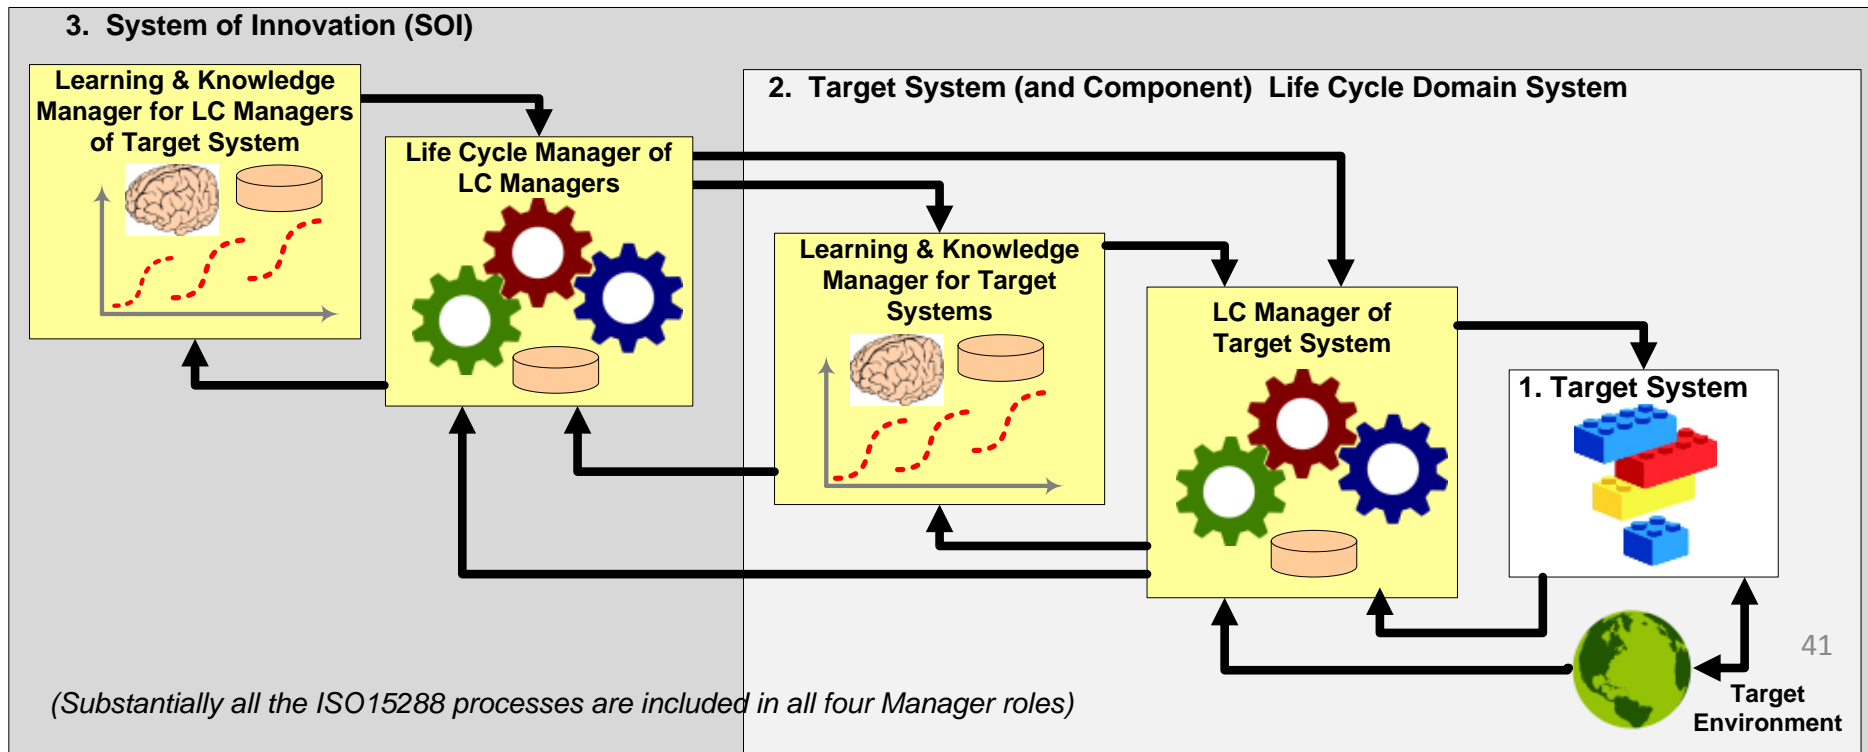 3. System of Innovation (SOI)
Learning & Knowledge
Manager for LC Managers
of Target System
2. Target System (and Component) Life Cycle Domain System
Life Cycle Manager of
LC Managers
Learning & Knowledge
Manager for Target
Systems
LC Manager of
Target System
1. Target System
41
Target
Environment
(Substantially all the ISO15288 processes are included in all four Manager roles)